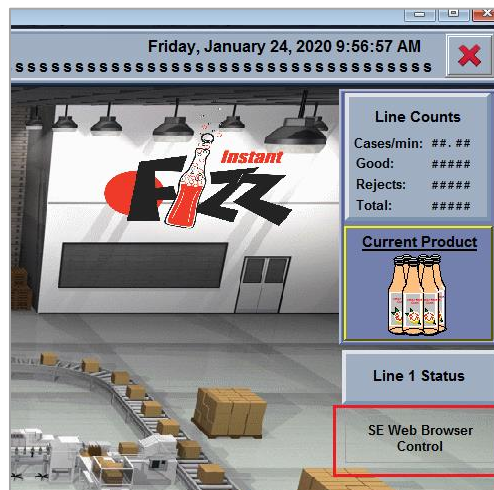 Friday, January 24, 2020 9:56:57 AM
s s s s s s s s s s s s s s s s s s s s s s s s s s s s s s s s s s s
Line Counts
Cases/min: ##.##
Good: #####
Rejects: #####
Total: #####
Instant
Fizz
Current Product
Line 1 Status
SE Web Browser
Control